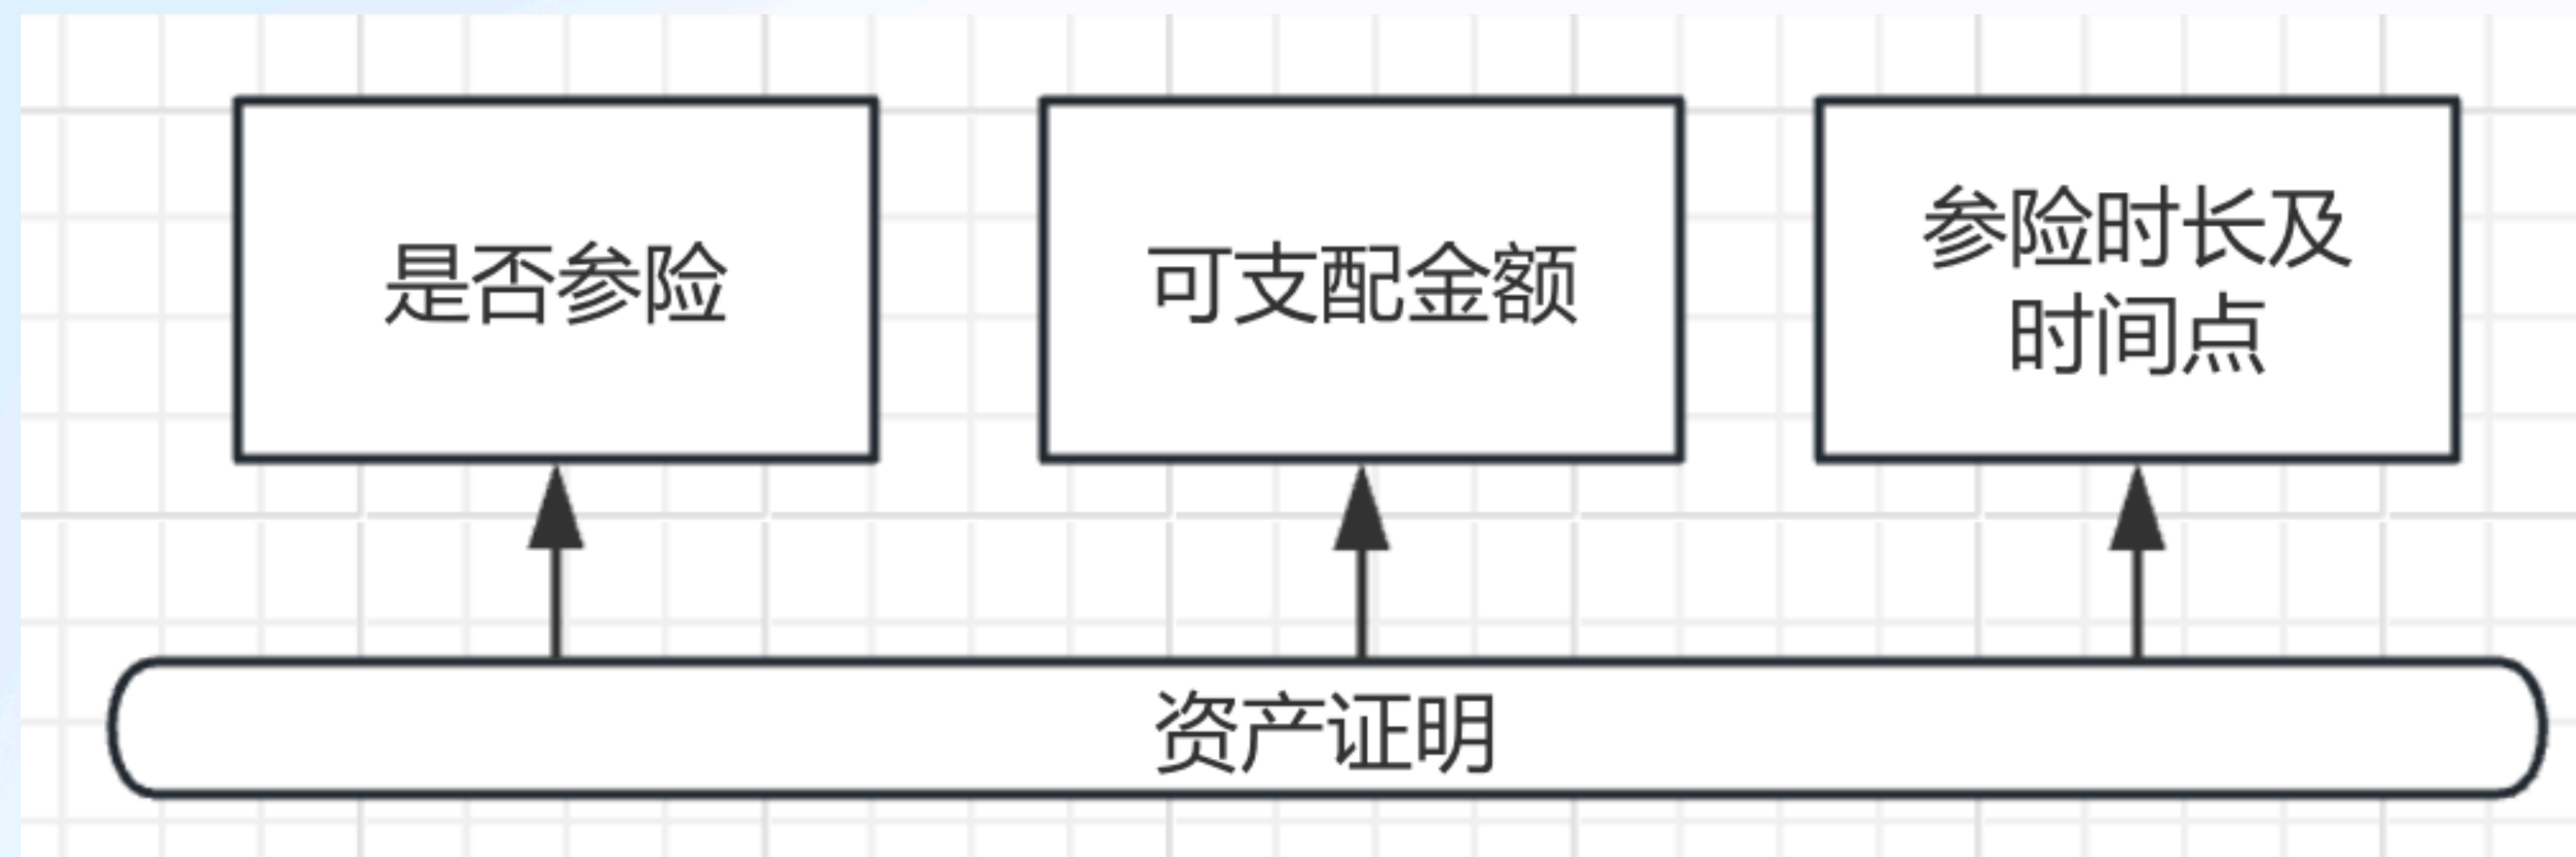 是否参险
可支配金额
参险时长及
时间点
资产证明